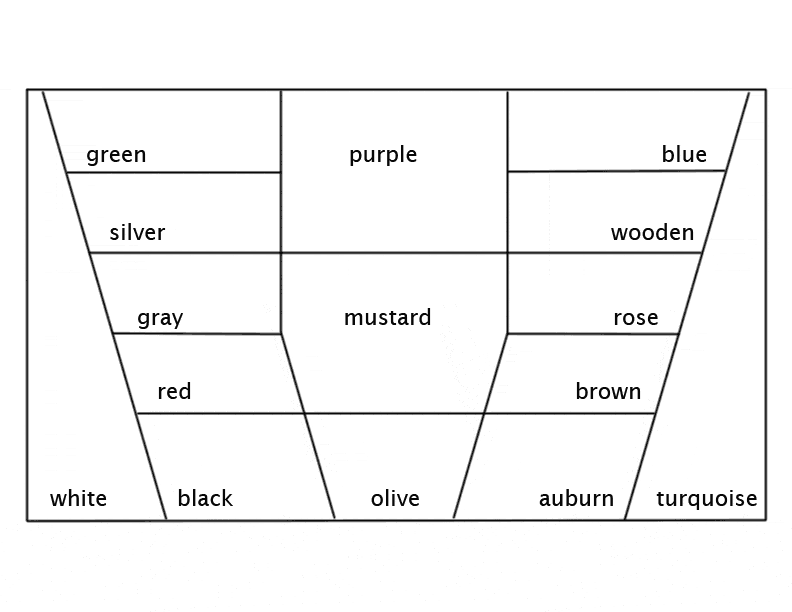 green purple blue
silver wooden
gray mustard rose
red brown
white black olive auburn turquoise